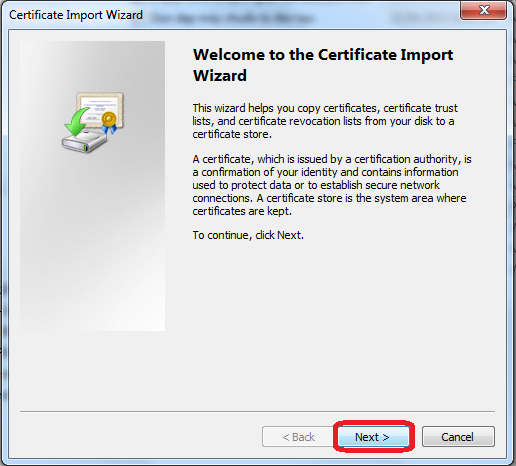 Certificate Import Wizard
Welcome to the Certificate Import
Wizard
This wizard helps you copy certificates, certificate trust
lists, and certificate revocation lists from your disk to a
certificate store.
A certificate, which is issued by a certification authority, is
a confirmation of your identity and contains information
used to protect data or to establish secure network
connections. A certificate store is the system area where
certificates are kept.
To continue, click Next.
< Back
Next >
Cancel